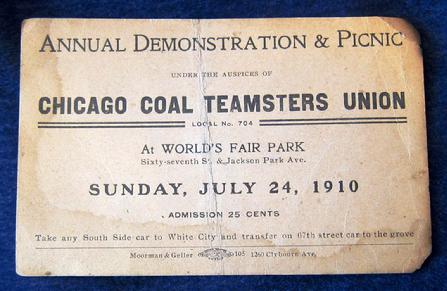 ANNUAL DEMONSTRATION & PICNIC
UNDER THE AUSPICES OF
CHICAGO COAL TEAMSTERS UNION
LOCAL No. 704
At WORLD'S FAIR PARK
Sixty-seventh St. & Jackson Park Ave.
SUNDAY, JULY 24, 1910
ADMISSION 25 CENTS
Take any South Side car to White City and transfer on 67th street car to the grove
Moorman & Geller 105 1260 Clybourn Ave.